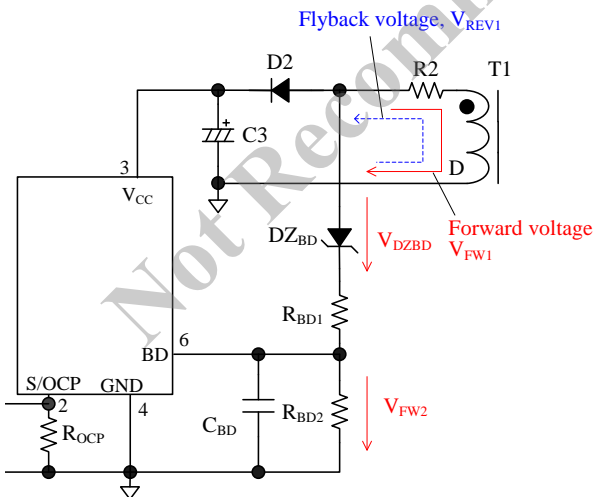 Flyback voltage, V_REV1
D2
R2
T1
C3
D
3
V_CC
Forward voltage
V_FW1
DZ_BD
V_DZBD
R_BD1
BD
6
S/OCP
GND
2
4
R_OCP
C_BD
R_BD2
V_FW2
Not Recomm